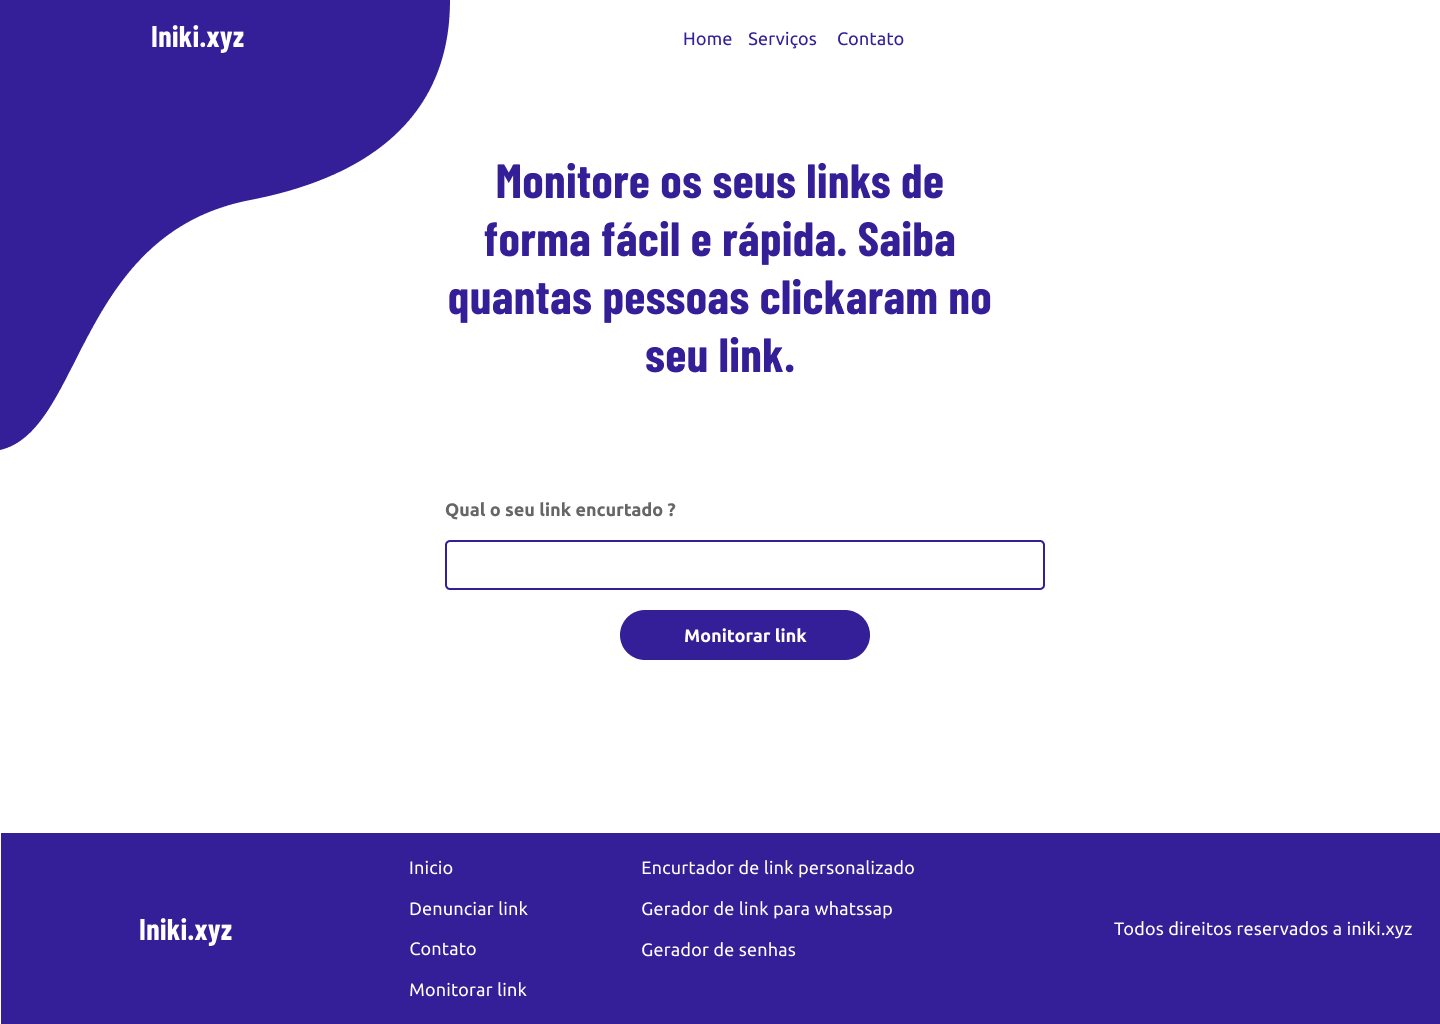 Iniki.xyz
Home Serviços Contato
Monitore os seus links de
forma fácil e rápida. Saiba
quantas pessoas clickaram no
seu link.
Qual o seu link encurtado ?
Monitorar link
Iniki.xyz
Inicio
Denunciar link
Contato
Monitorar link
Encurtador de link personalizado
Gerador de link para whatssap
Gerador de senhas
Todos direitos reservados a iniki.xyz